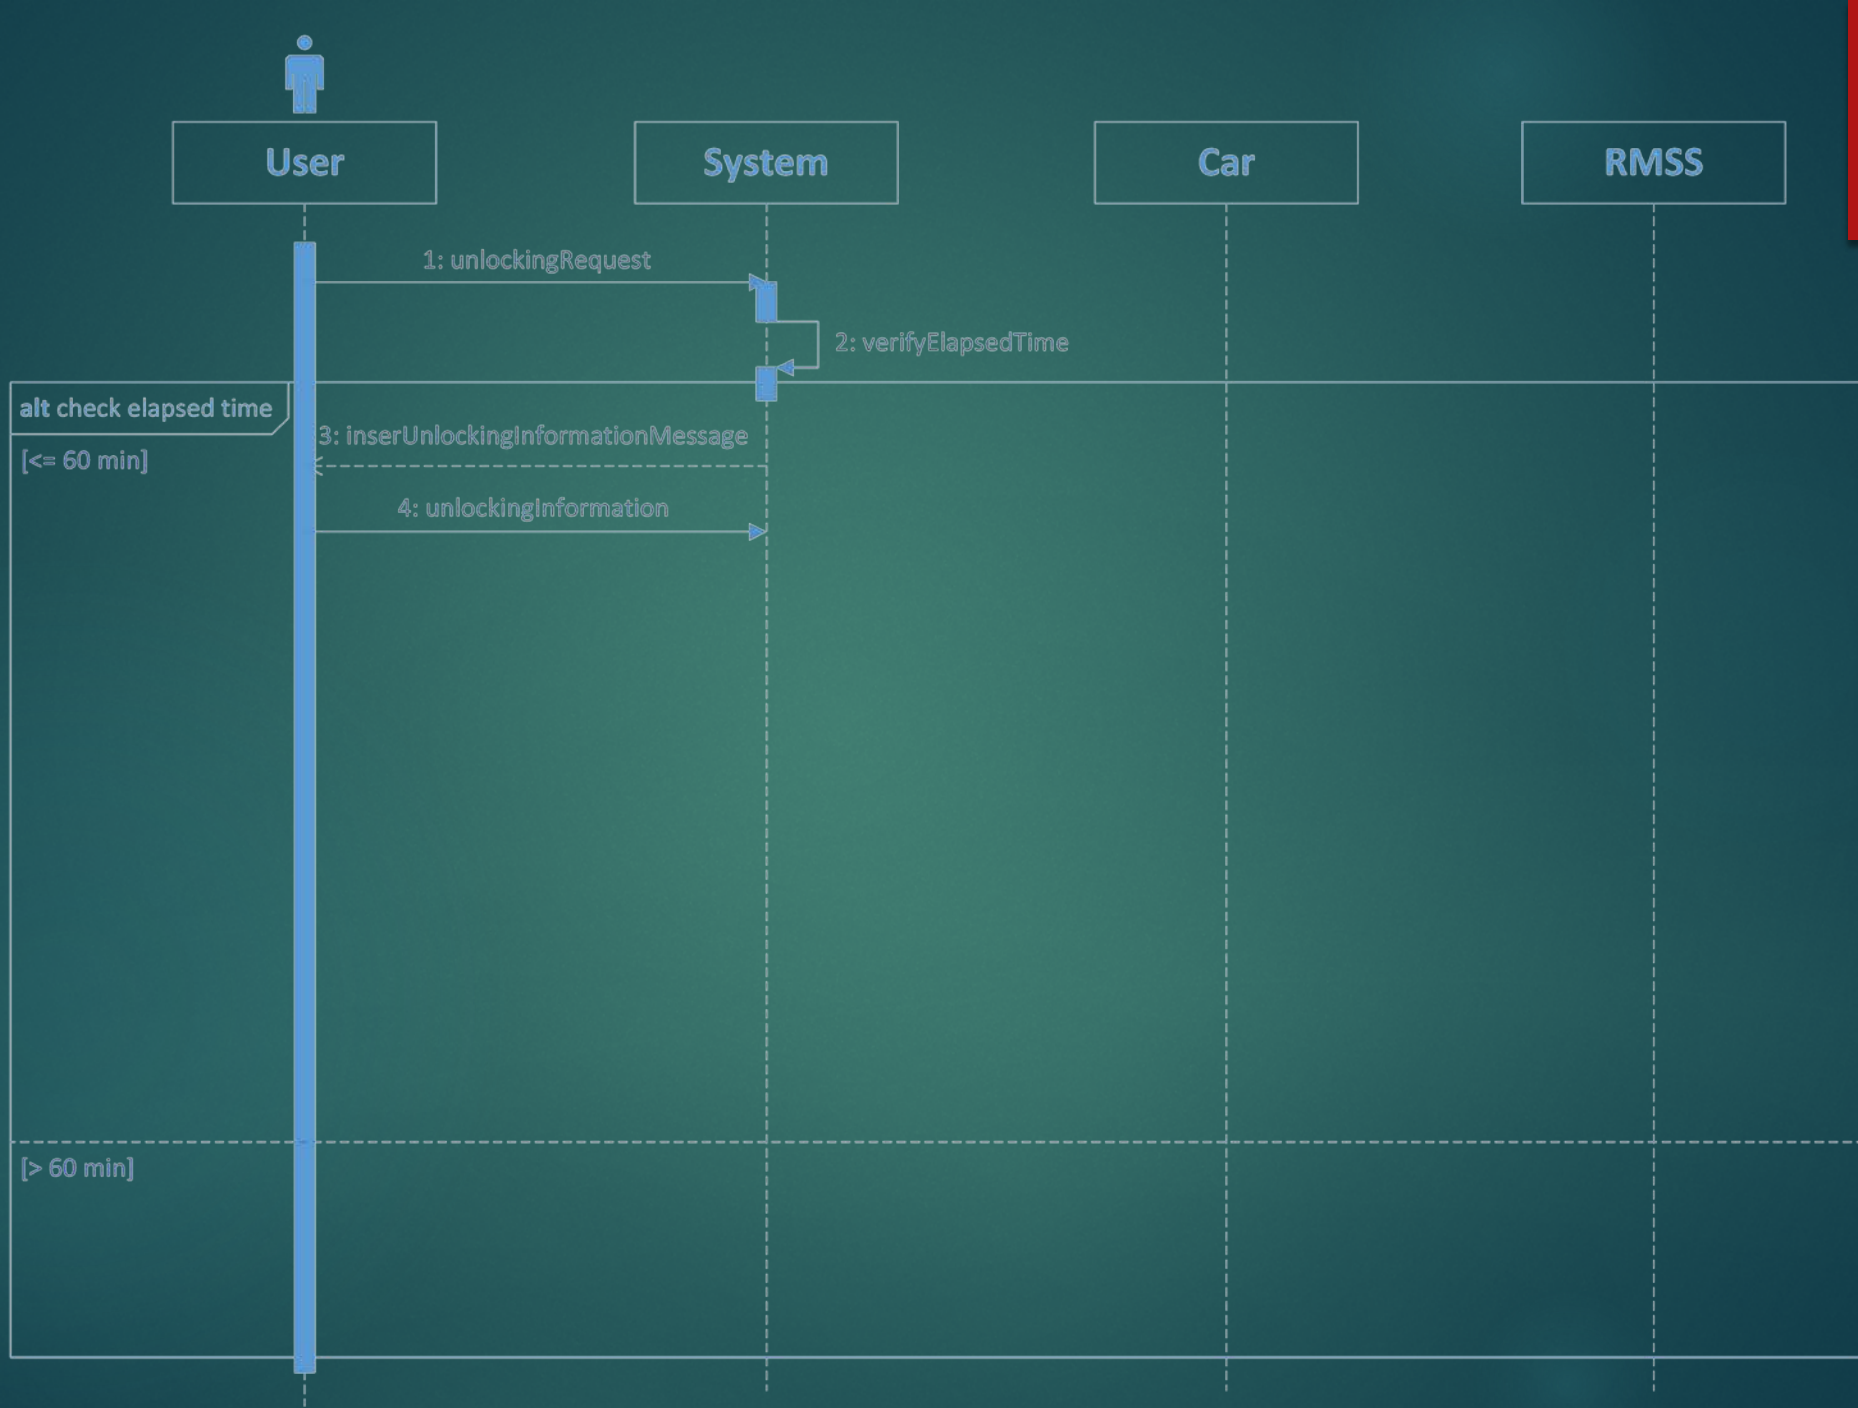 User
System
Car
RMSS
1: unlockingRequest
2: verifyElapsedTime
alt check elapsed time
3: inserUnlockingInformationMessage
[<= 60 min]
4: unlockingInformation
[> 60 min]